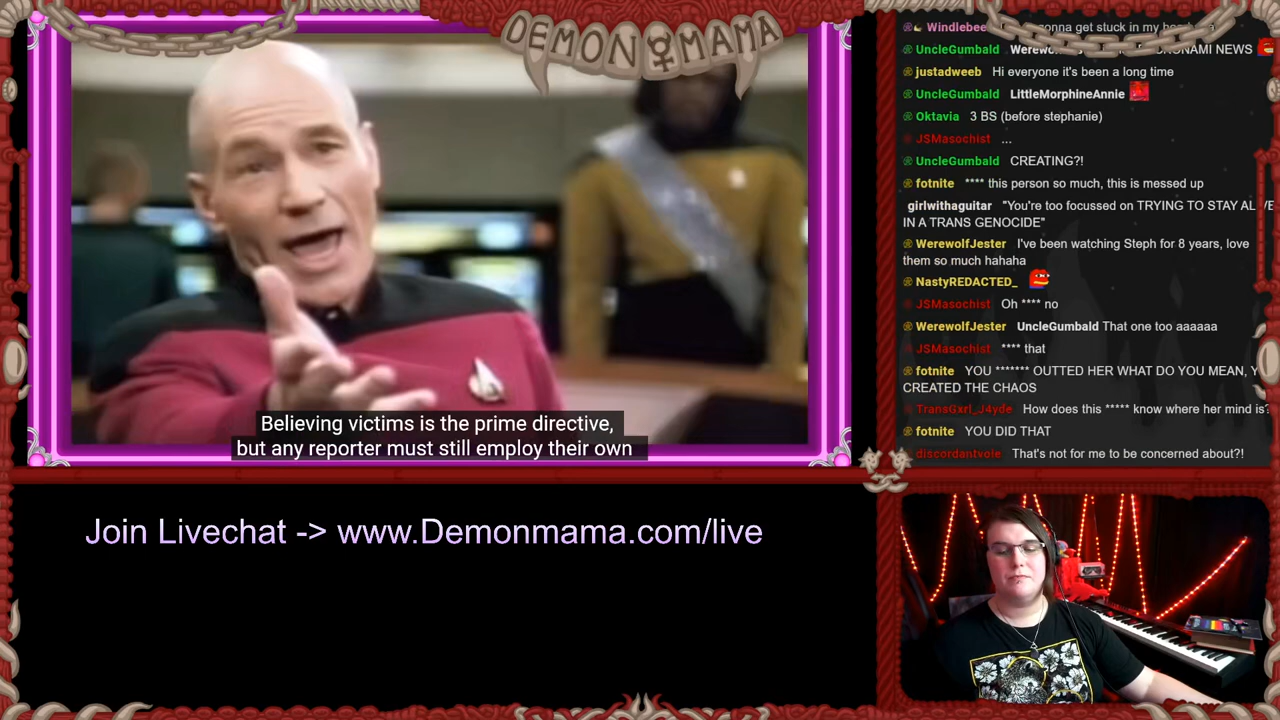 DEMON MAMA
Believing victims is the prime directive,
but any reporter must still employ their own
Join Livechat -> www.Demonmama.com/live
Windlebee gonna get stuck in my
UncleGumbald NEWS
justadweeb Hi everyone it's been a long time
UncleGumbald LittleMorphineAnnie
Oktavia 3 BS (before stephanie)
JSMasochist ...
UncleGumbald CREATING?!
fotnite **** this person so much, this is messed up
girlwithaguitar "You're too focussed on TRYING TO STAY
IN A TRANS GENOCIDE"
WerewolfJester I've been watching Steph for 8 years, love
them so much hahaha
NastyREDACTED_
JSMasochist Oh **** no
WerewolfJester UncleGumbald That one too aaaaaa
JSMasochist **** that
fotnite YOU ******* OUTTED HER WHAT DO YOU MEAN, Y
CREATED THE CHAOS
TransGxrl_J4yde How does this ***** know where her mind is?
fotnite YOU DID THAT
discordantvole That's not for me to be concerned about?!